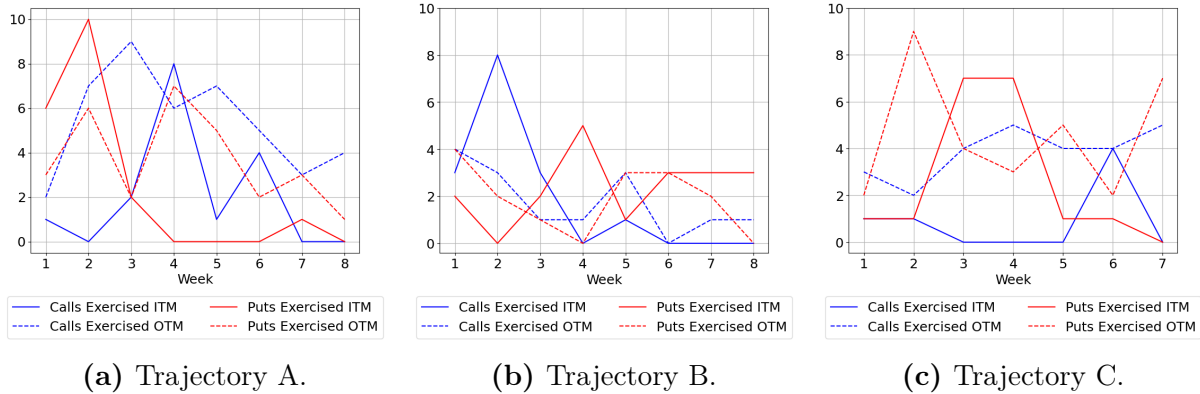 10
8
6
4
2
0
1 2 3 4 5 6 7 8
Week
Calls Exercised ITM
Calls Exercised OTM
Puts Exercised ITM
Puts Exercised OTM
(a) Trajectory A.
10
8
6
4
2
0
1 2 3 4 5 6 7 8
Week
Calls Exercised ITM
Calls Exercised OTM
Puts Exercised ITM
Puts Exercised OTM
(b) Trajectory B.
10
8
6
4
2
0
1 2 3 4 5 6 7
Week
Calls Exercised ITM
Calls Exercised OTM
Puts Exercised ITM
Puts Exercised OTM
(c) Trajectory C.